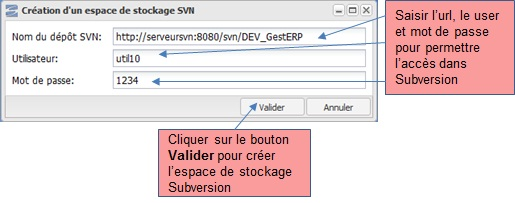 Création d'un espace de stockage SVN
Nom du dépôt SVN: http://serveursvn:8080/svn/DEV_GestERP
Utilisateur: util10
Mot de passe: 1234
Valider Annuler
Saisir l'url, le user
et mot de passe
pour permettre
l'accès dans
Subversion
Cliquer sur le bouton
Valider pour créer
l'espace de stockage
Subversion